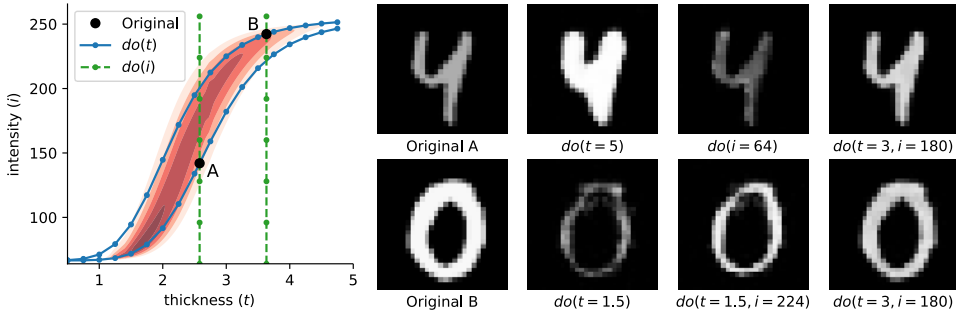 250
200
150
100
intensity (i)
Original
do(t)
do(i)
B
A
1
2
3
4
5
thickness (t)
Original A
do(t = 5)
do(i = 64)
do(t = 3, i = 180)
Original B
do(t = 1.5)
do(t = 1.5, i = 224)
do(t = 3, i = 180)